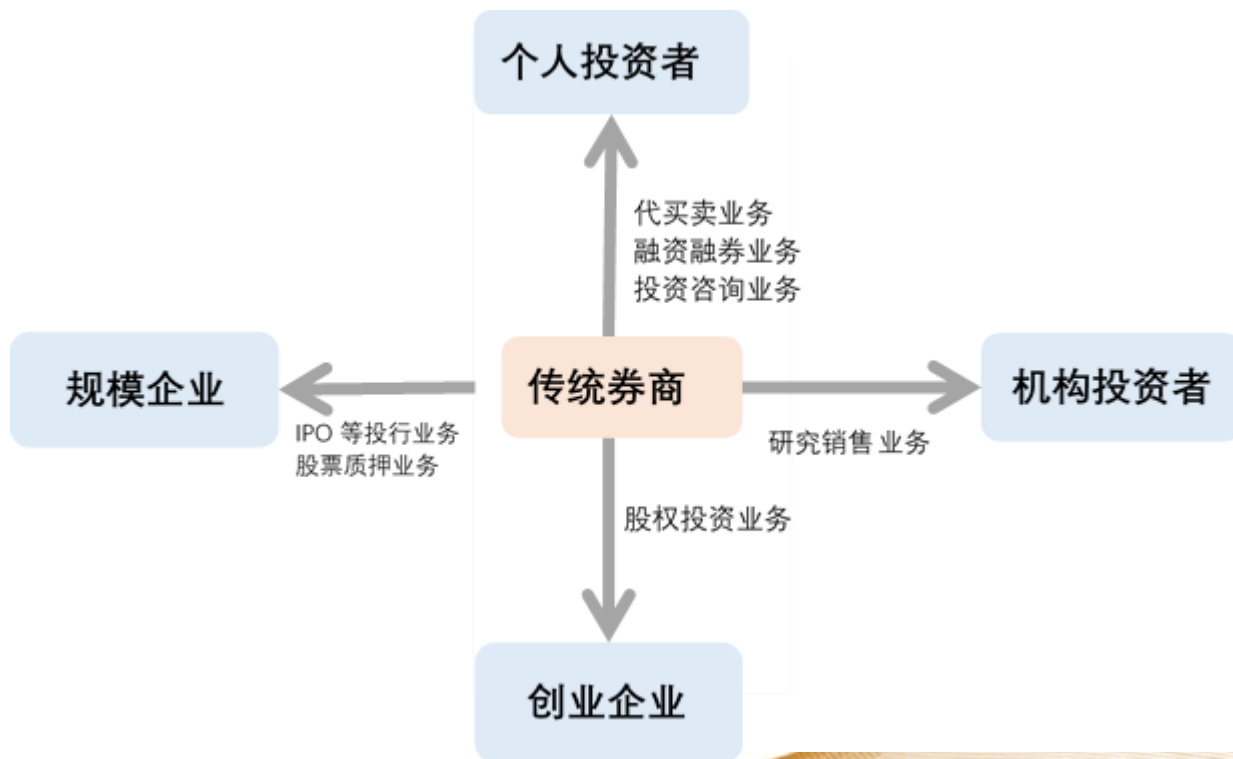 个人投资者
代买卖业务
融资融券业务
投资咨询业务
规模企业
传统券商
机构投资者
IPO 等投行业务
股票质押业务
研究销售业务
股权投资业务
创业企业